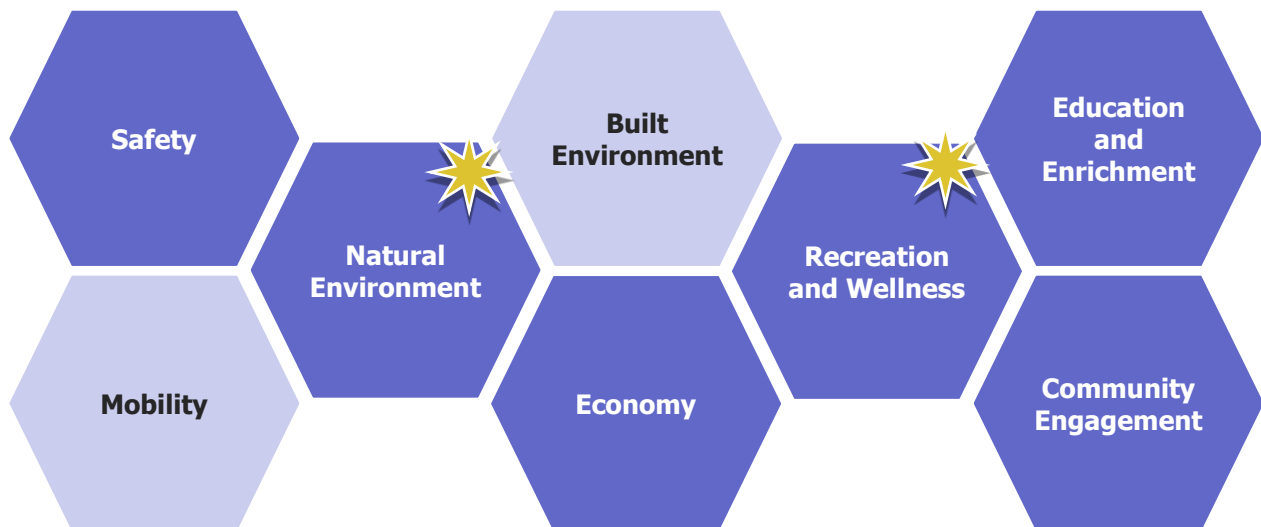 Safety
Mobility
Natural
Environment
Built
Environment
Economy
Recreation
and Wellness
Education
and
Enrichment
Community
Engagement